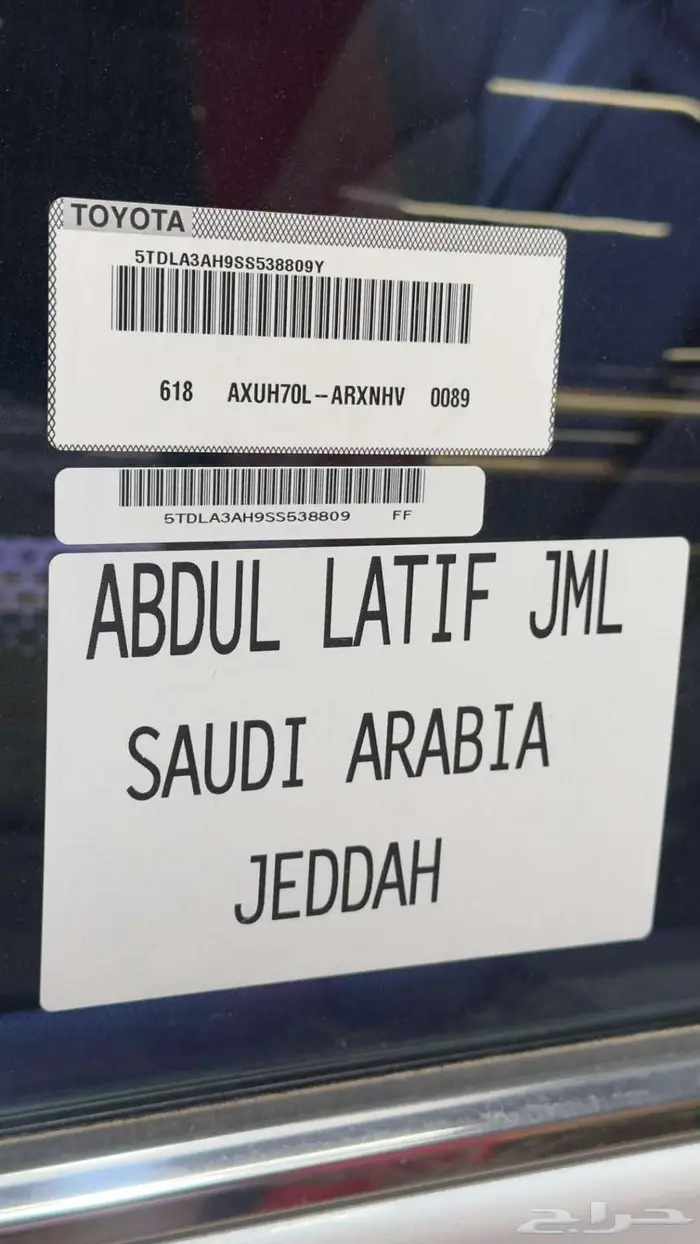 TOYOTA
5TDLA3AH9SS538809Y
618 AXUH70L-ARXNHV 0089
5TDLA3AH9SS538809 FF
ABDUL LATIF JML
SAUDI ARABIA
JEDDAH
حراج